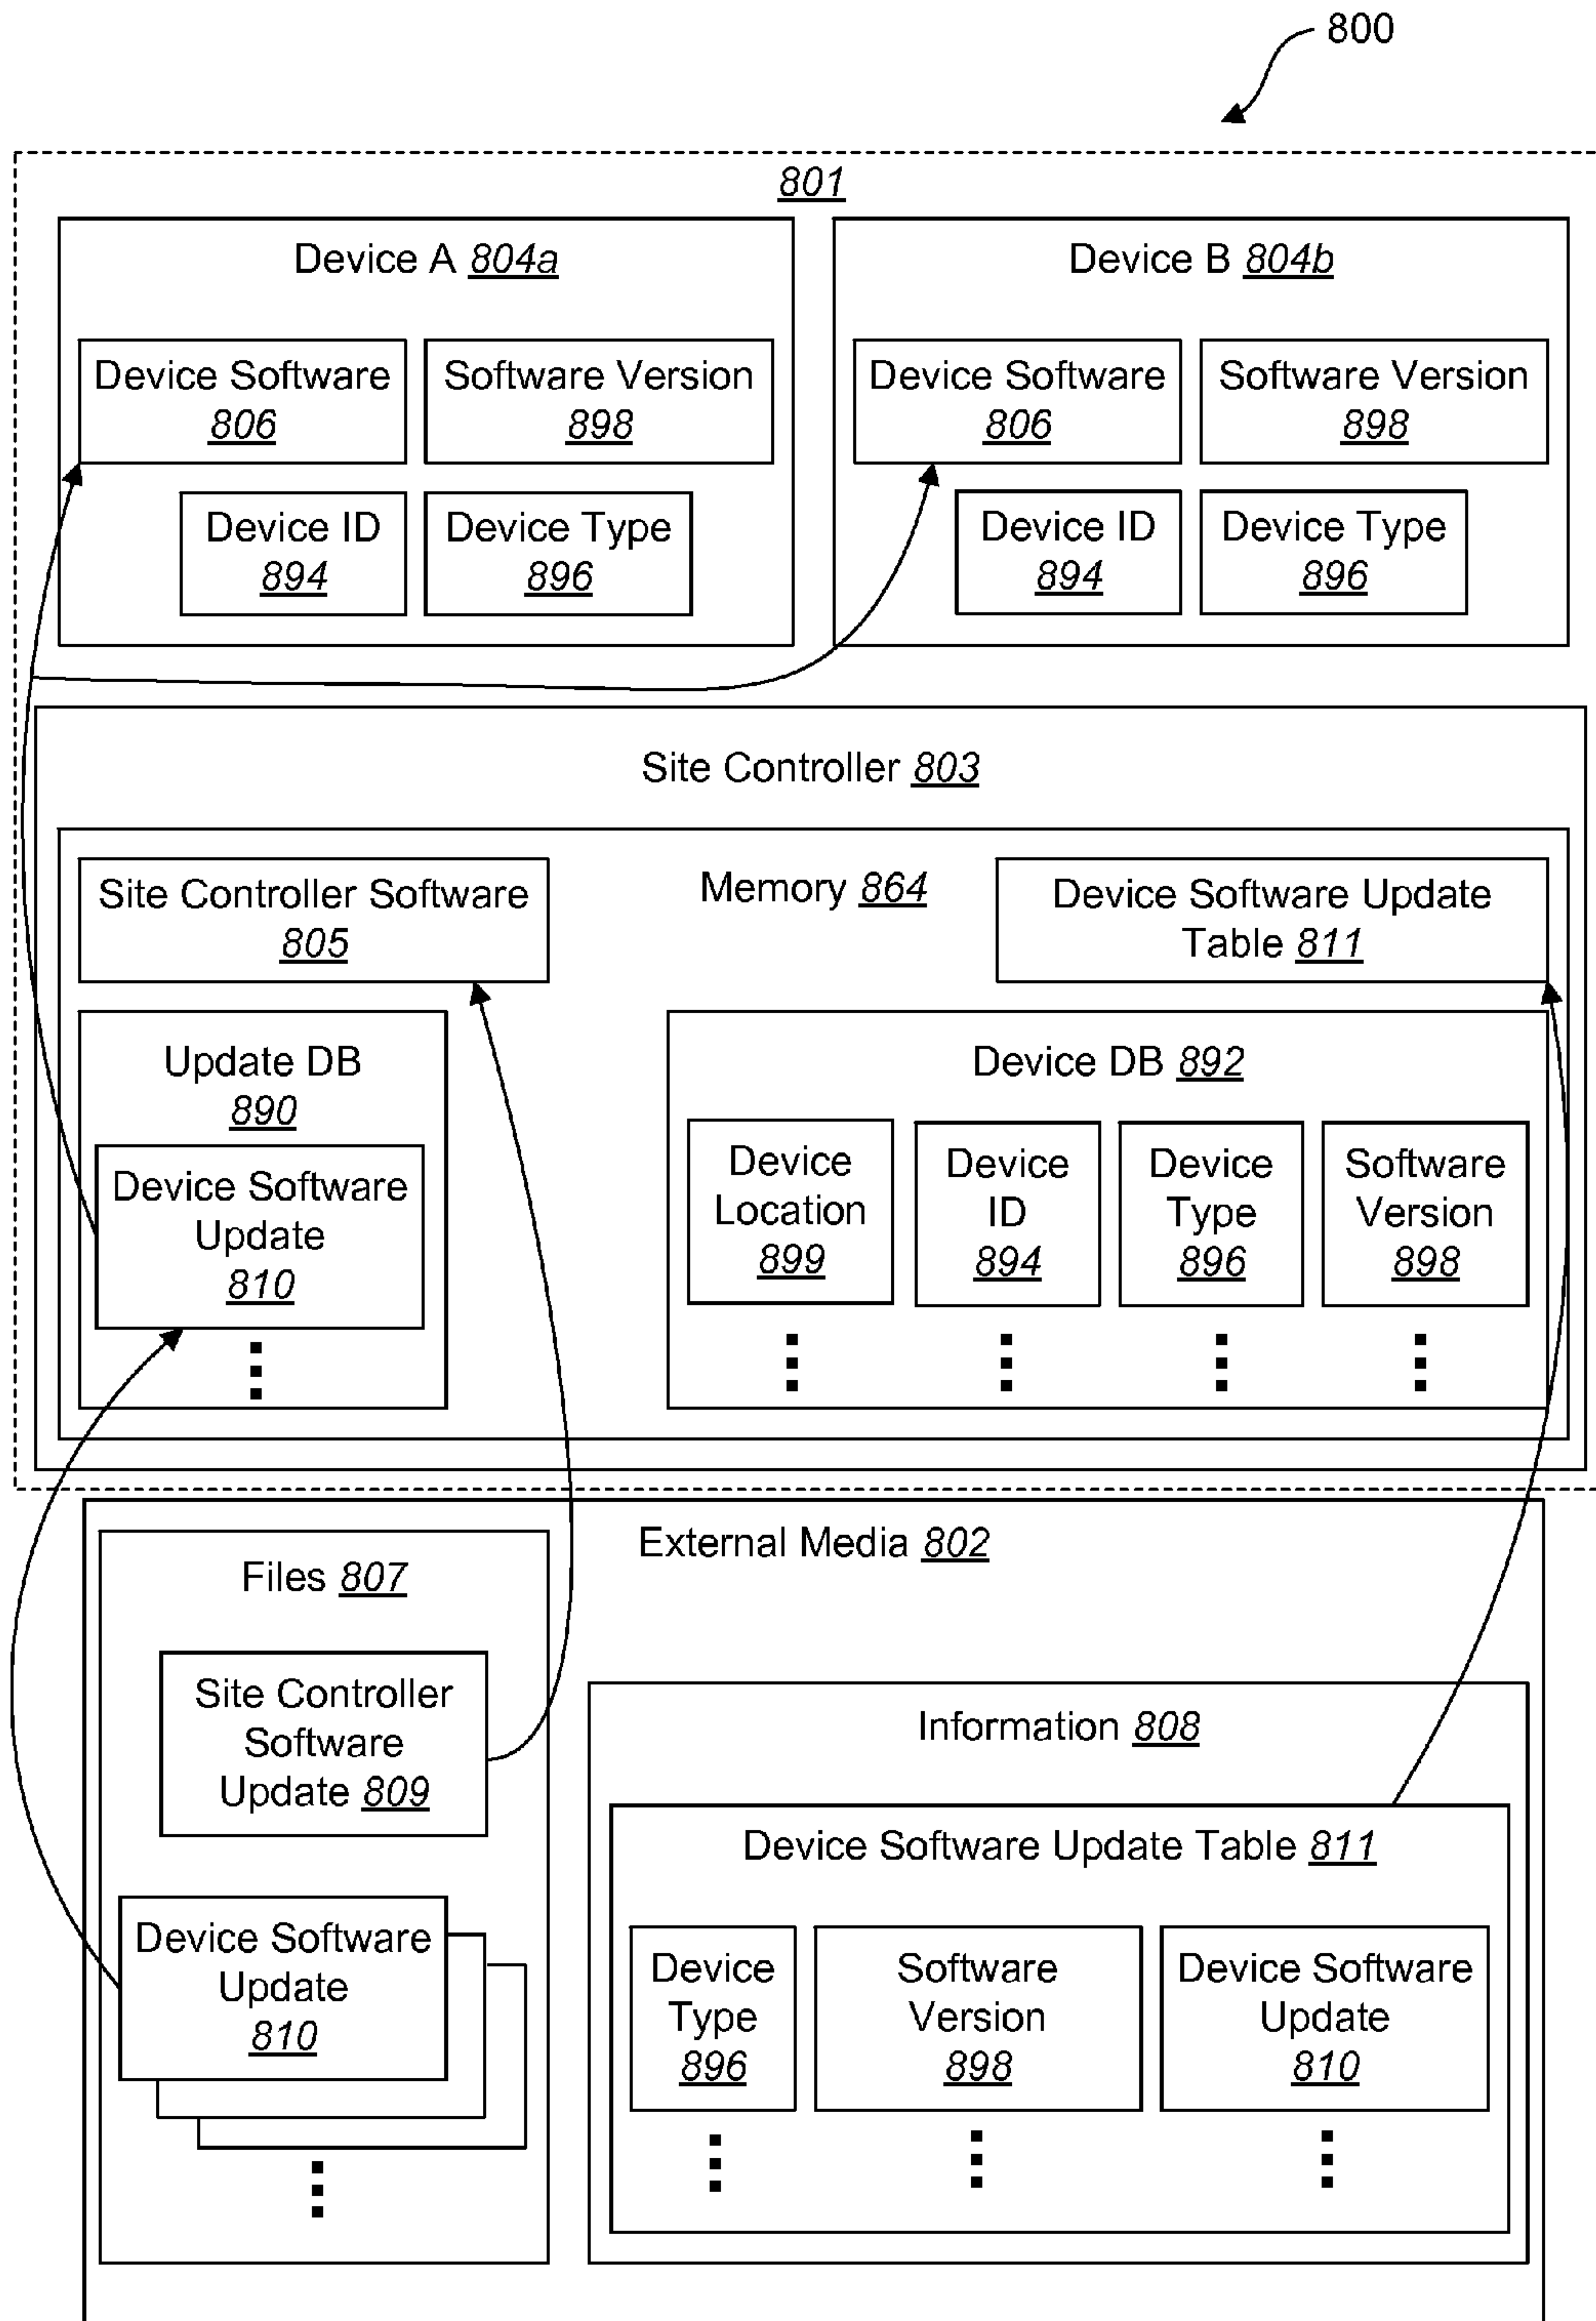 800
801
Device A 804a
Device Software
806
Software Version
898
Device ID
894
Device Type
896
Device B 804b
Device Software
806
Software Version
898
Device ID
894
Device Type
896
Site Controller 803
Memory 864
Site Controller Software
805
Device Software Update
Table 811
Update DB
890
Device Software
Update
810
Device DB 892
Device
Location
899
Device
ID
894
Device
Type
896
Software
Version
898
External Media 802
Files 807
Site Controller
Software
Update 809
Device Software
Update
810
Information 808
Device Software Update Table 811
Device
Type
896
Software
Version
898
Device Software
Update
810